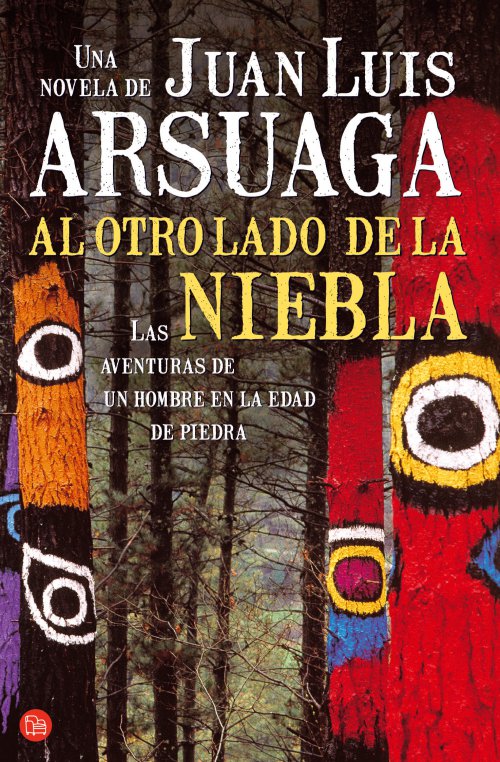 UNA
NOVELA DE JUAN LUIS
ARSUAGA
AL OTRO LADO DE LA
NIEBLA
LAS
AVENTURAS DE
UN HOMBRE EN LA EDAD
DE PIEDRA